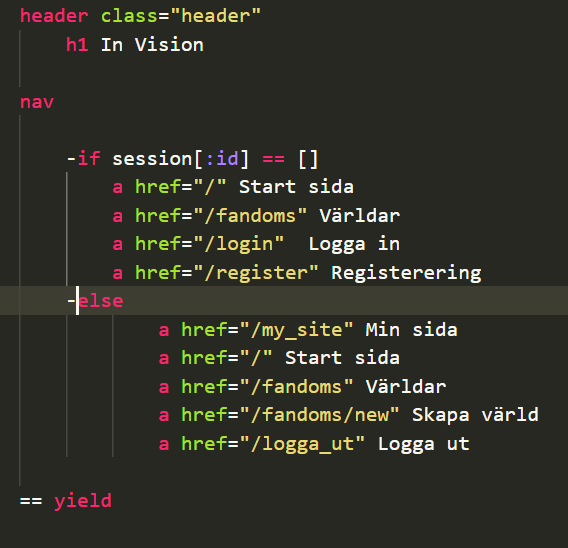 header class="header"
    h1 In Vision
nav
    -if session[:id] == []
        a href="/" Start sida
        a href="/fandoms" Världar
        a href="/login"  Logga in
        a href="/register" Registerering
    -else
            a href="/my_site" Min sida
            a href="/" Start sida
            a href="/fandoms" Världar
            a href="/fandoms/new" Skapa värld
            a href="/logga_ut" Logga ut
== yield